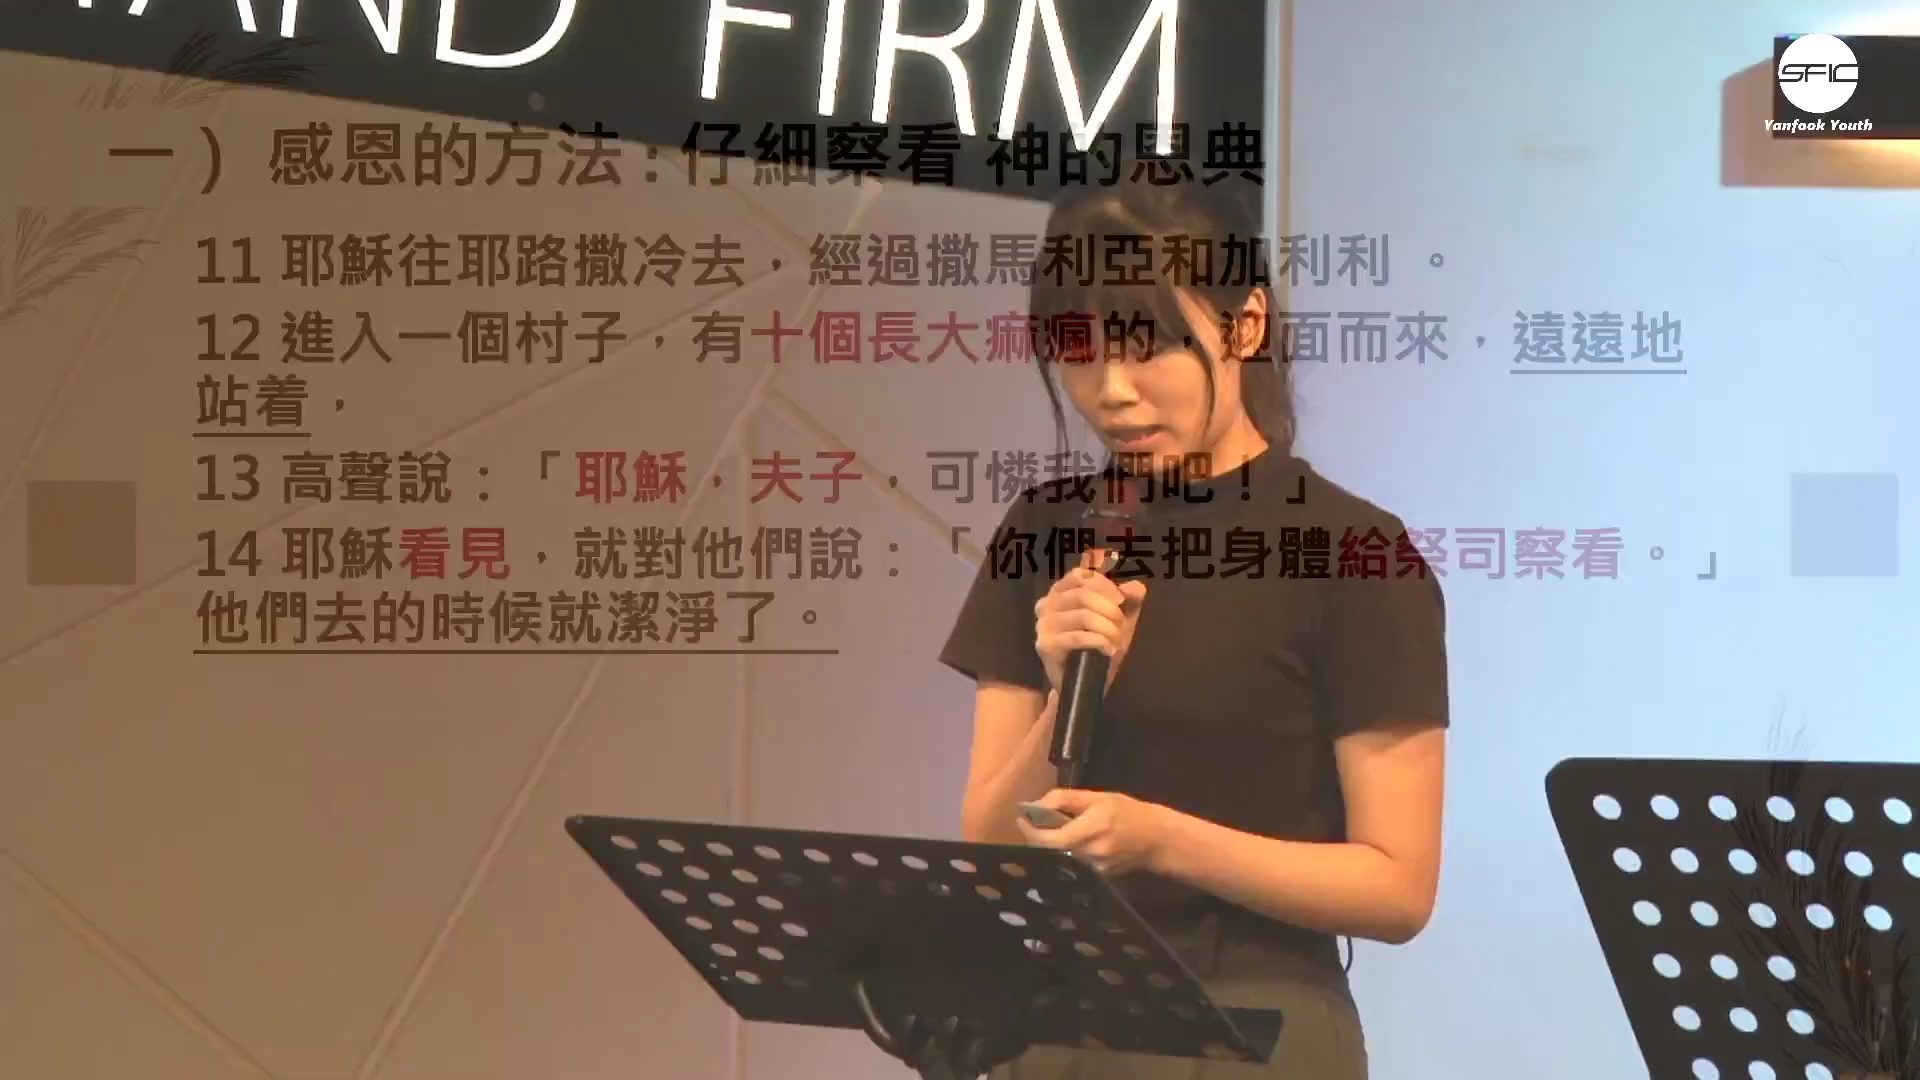 AND FIRM
SFIC
Yanfook Youth
一） 感恩的方法 : 仔細察看 神的恩典
11 耶穌往耶路撒冷去，經過撒馬利亞和加利利 。
12 進入一個村子，有十個長大痲瘋的，迎面而來，遠遠地
站着，
13 高聲說：「耶穌，夫子，可憐我們吧！」
14 耶穌看見，就對他們說：「你們去把身體給祭司察看。」
他們去的時候就潔淨了。